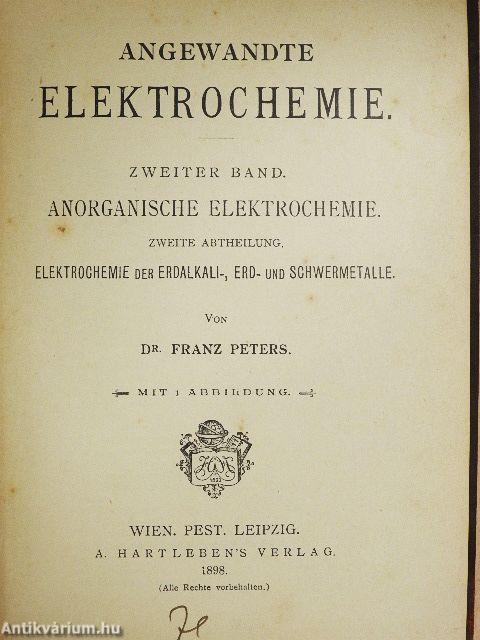 ANGEWANDTE
ELEKTROCHEMIE.
ZWEITER BAND.
ANORGANISCHE ELEKTROCHEMIE.
ZWEITE ABTHEILUNG.
ELEKTROCHEMIE DER ERDALKALI-, ERD- UND SCHWERMETALLE.
VON
DR. FRANZ PETERS.
MIT 1 ABBILDUNG.
WIEN. PEST. LEIPZIG.
A. HARTLEBEN'S VERLAG.
1898.
(Alle Rechte vorbehalten.)
Antikvárium.hu